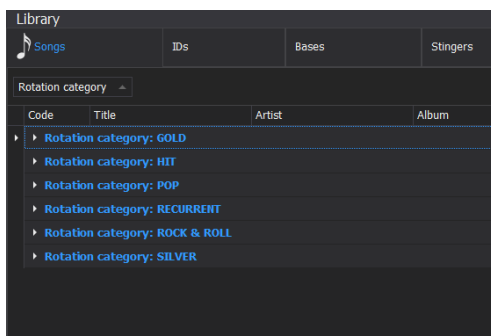 Library
Songs IDs Bases Stingers
Rotation category
Code Title Artist Album
Rotation category: GOLD
Rotation category: HIT
Rotation category: POP
Rotation category: RECURRENT
Rotation category: ROCK & ROLL
Rotation category: SILVER